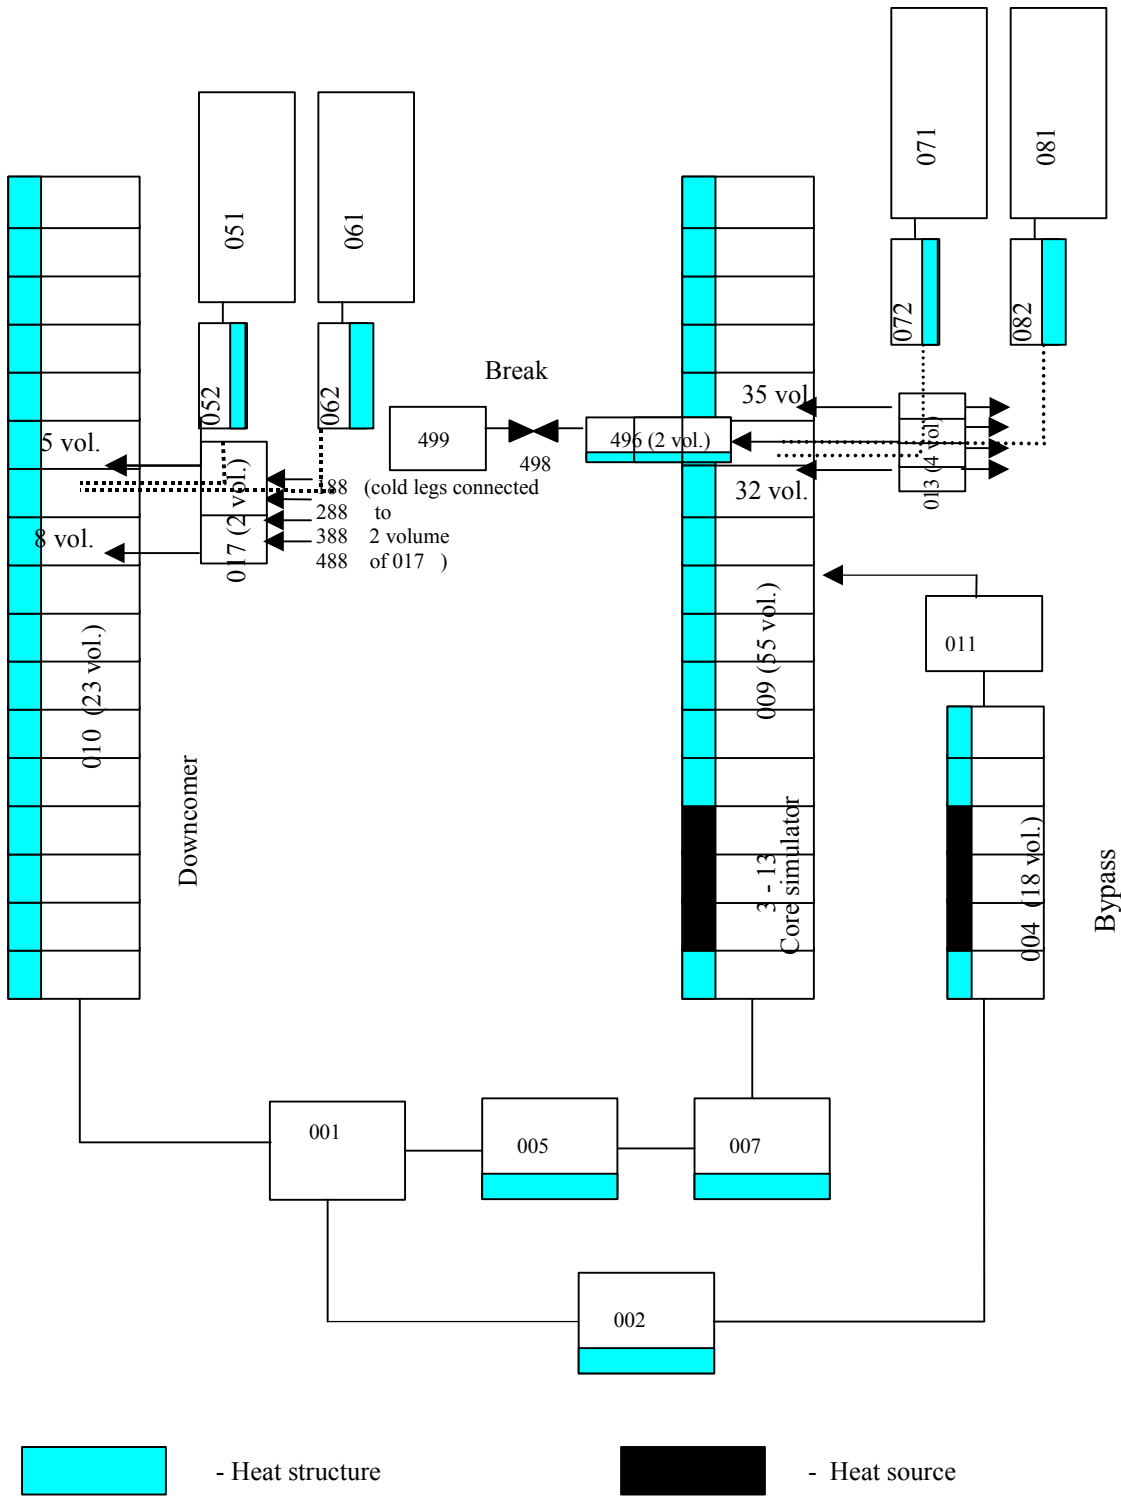 071
081
051
061
072
082
052
062
Break
35 vol.
499
496 (2 vol.)
498
013 (4 vol)
5 vol.
32 vol.
017 (2 vol.)
188 (cold legs connected
288 to
388 2 volume
488 of 017 )
8 vol.
010 (23 vol.)
009 (55 vol.)
011
Downcomer
3 - 13
Core simulator
004 (18 vol.)
Bypass
001
005
007
002
- Heat structure
- Heat source